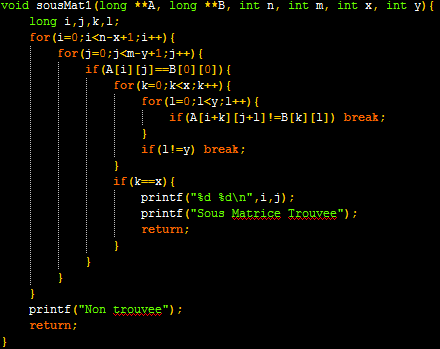 void sousMat1(long **A, long **B, int n, int m, int x, int y){
    long i,j,k,l;
    for(i=0;i<n-x+1;i++){
        for(j=0;j<m-y+1;j++){
            if(A[i][j]==B[0][0]){
                for(k=0;k<x;k++){
                    for(l=0;l<y;l++){
                        if(A[i+k][j+l]!=B[k][l]) break;
                    }
                    if(l!=y) break;
                }
                if(k==x){
                    printf("%d %d\n",i,j);
                    printf("Sous Matrice Trouvee");
                    return;
                }
            }
        }
    }
    printf("Non trouvee");
    return;
}